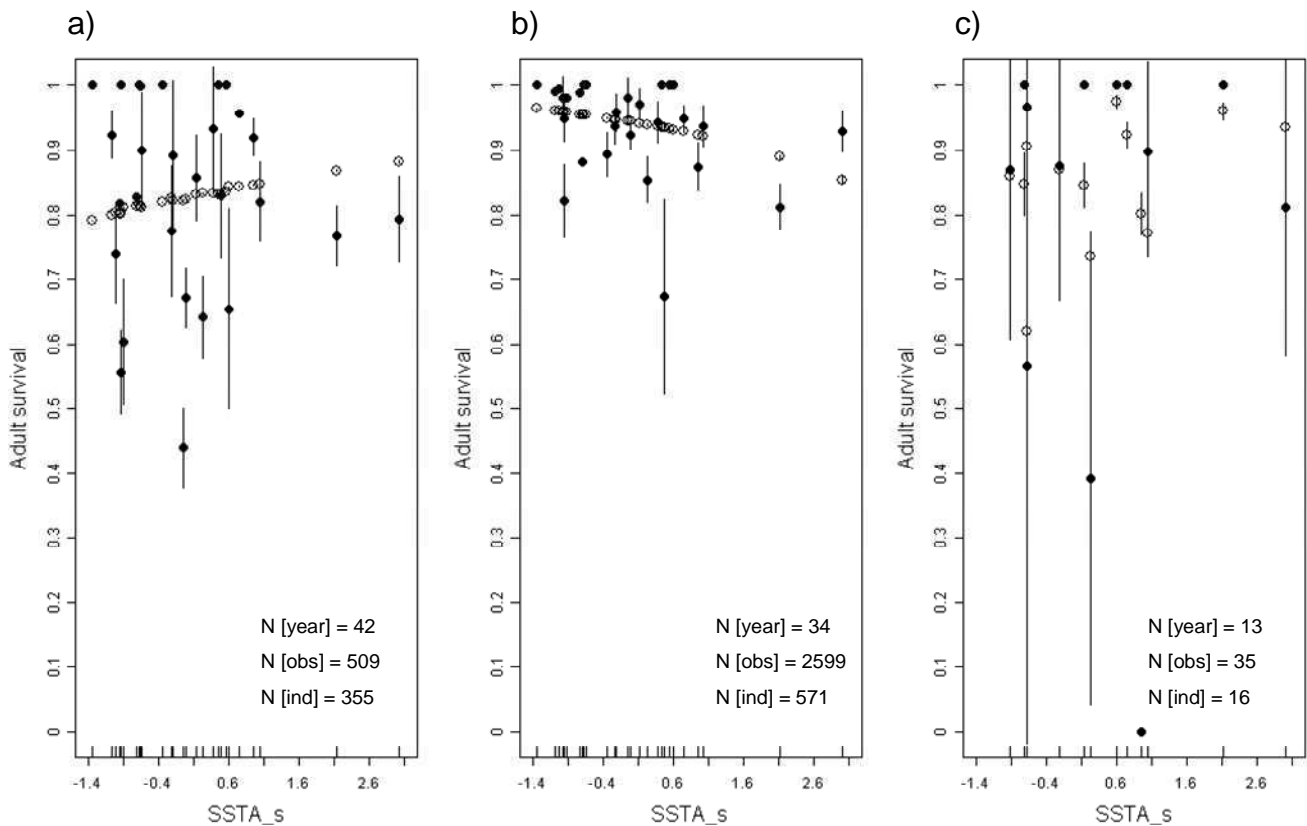 a)
Adult survival
1
0.9
0.8
0.7
0.6
0.5
0.4
0.3
0.2
0.1
0
N [year] = 42
N [obs] = 509
N [ind] = 355
-1.4 -0.4 0.6 1.6 2.6
SSTA_s
b)
Adult survival
1
0.9
0.8
0.7
0.6
0.5
0.4
0.3
0.2
0.1
0
N [year] = 34
N [obs] = 2599
N [ind] = 571
-1.4 -0.4 0.6 1.6 2.6
SSTA_s
c)
Adult survival
1
0.9
0.8
0.7
0.6
0.5
0.4
0.3
0.2
0.1
0
N [year] = 13
N [obs] = 35
N [ind] = 16
-1.4 -0.4 0.6 1.6 2.6
SSTA_s